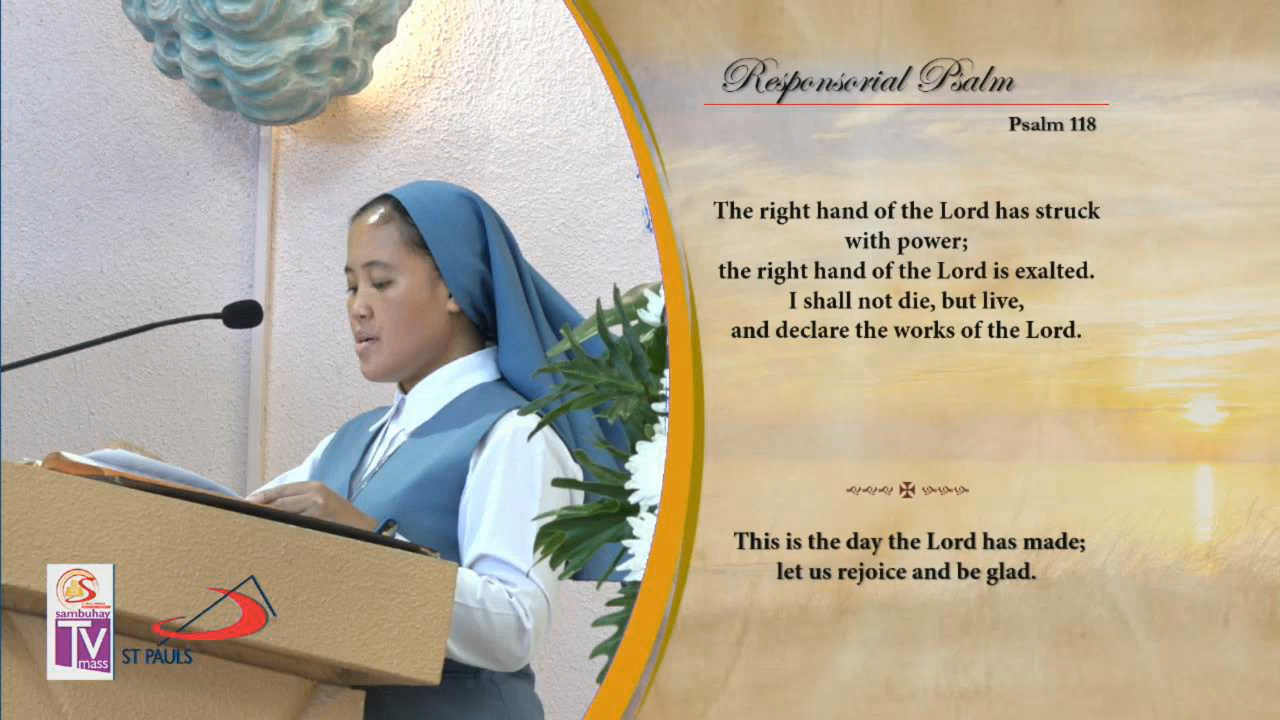 Responsorial Psalm
Psalm 118
The right hand of the Lord has struck
with power;
the right hand of the Lord is exalted.
I shall not die, but live,
and declare the works of the Lord.
This is the day the Lord has made;
let us rejoice and be glad.
sambuhay
TV
mass
ST PAULS